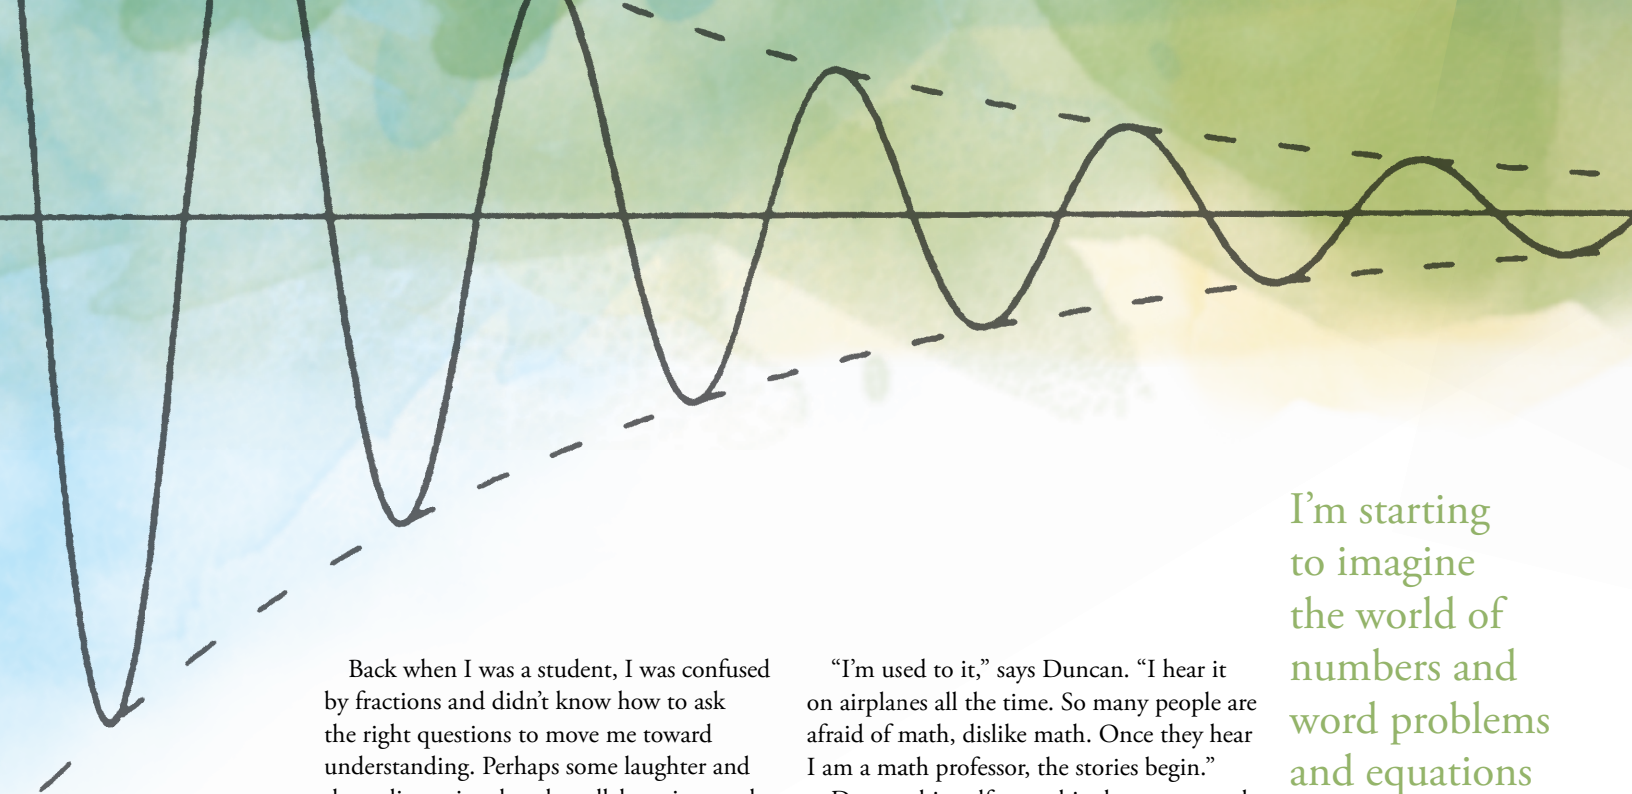 Back when I was a student, I was confused
by fractions and didn’t know how to ask
the right questions to move me toward
understanding. Perhaps some laughter and
“I’m used to it,” says Duncan. “I hear it
on airplanes all the time. So many people are
afraid of math, dislike math. Once they hear
I am a math professor, the stories begin.”
I’m starting
to imagine
the world of
numbers and
word problems
and equations